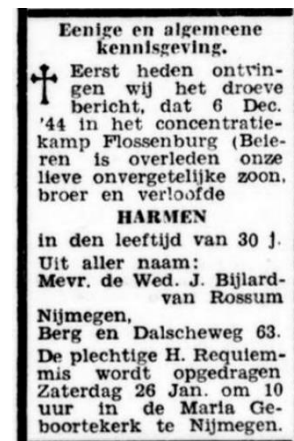 Eenige en algemeene
kennisgeving.
Eerst heden ontvin-
gen wij het droeve
bericht, dat 6 Dec.
'44 in het concentratie-
kamp Flossenburg (Beie-
ren is overleden onze
lieve onvergetelijke zoon,
broer en verloofde
HARMEN
in den leeftijd van 30 j.
Uit aller naam:
Mevr. de Wed. J. Bijlard-
van Rossum
Nijmegen,
Berg en Dalscheweg 63.
De plechtige H. Requiem-
mis wordt opgedragen
Zaterdag 26 Jan. om 10
uur in de Maria Ge-
boortekerk te Nijmegen.